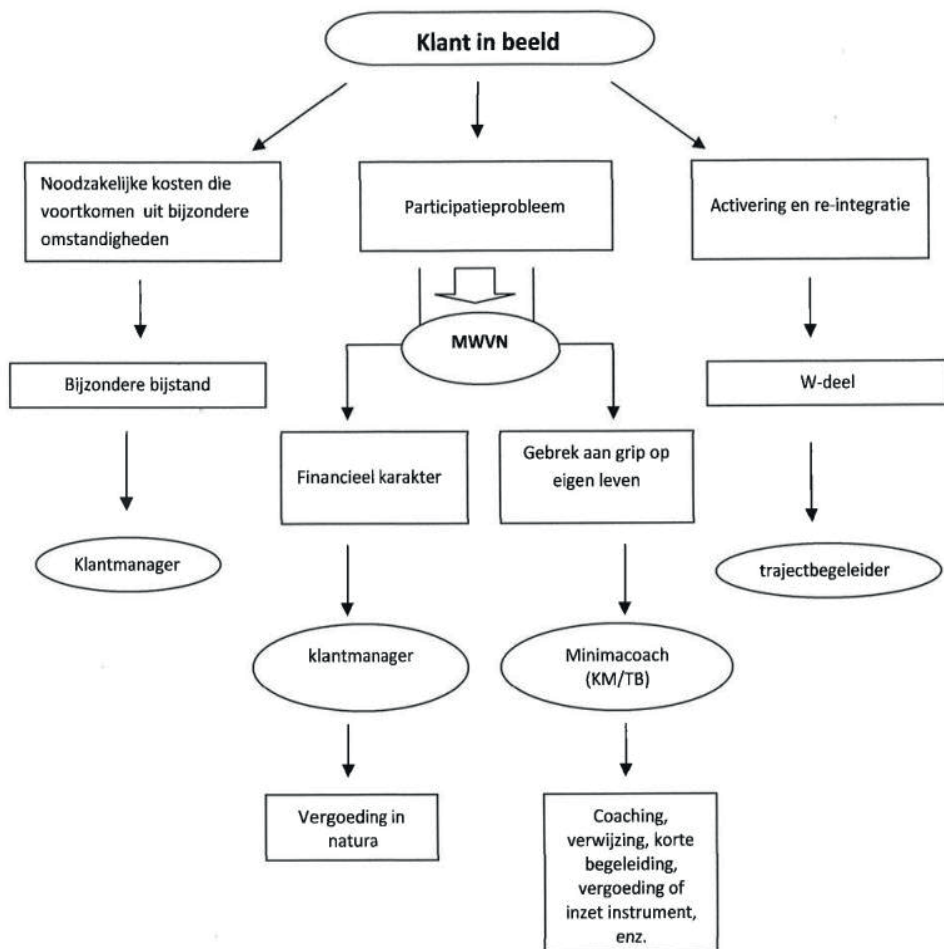 Klant in beeld
Noodzakelijke kosten die
voortkomen uit bijzondere
omstandigheden
Participatieprobleem
Activering en re-integratie
MWVN
Bijzondere bijstand
W-deel
Financieel karakter
Gebrek aan grip op
eigen leven
Klantmanager
trajectbegeleider
klantmanager
Minimacoach
(KM/TB)
Vergoeding in
natura
Coaching,
verwijzing, korte
begeleiding,
vergoeding of
inzet instrument,
enz.